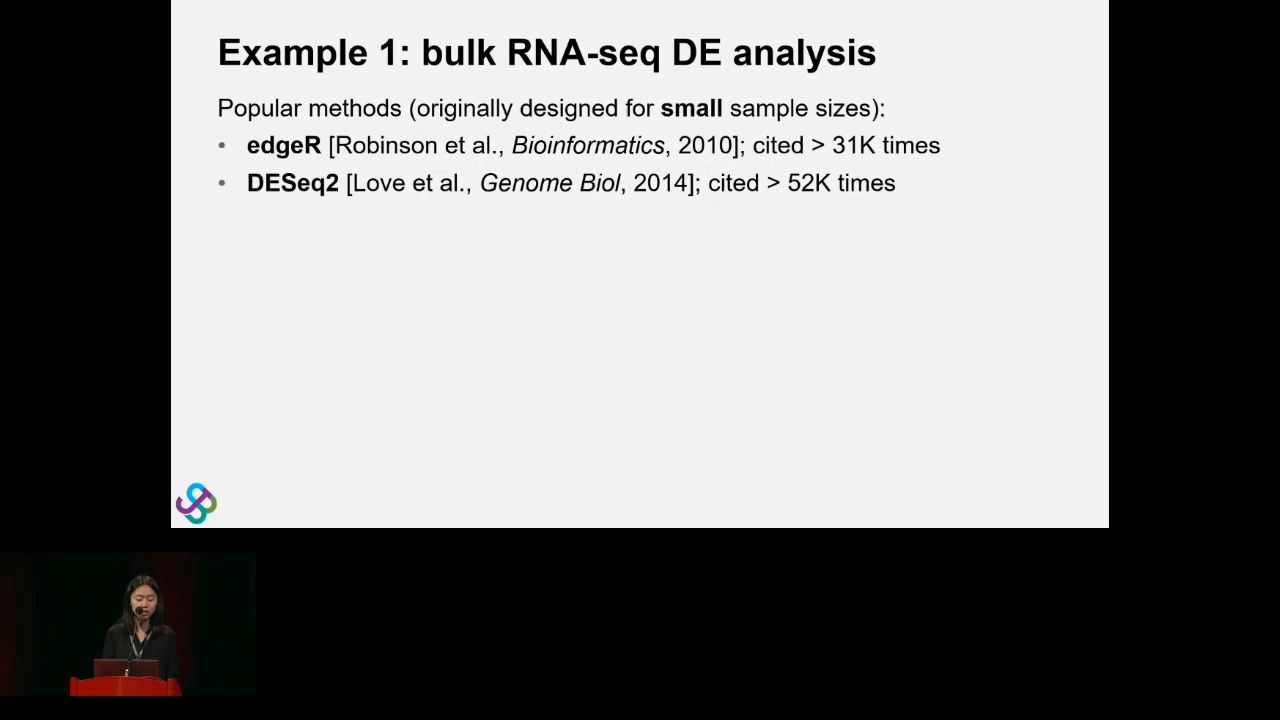 Example 1: bulk RNA-seq DE analysis
Popular methods (originally designed for small sample sizes):
• edgeR [Robinson et al., Bioinformatics, 2010]; cited > 31K times
• DESeq2 [Love et al., Genome Biol, 2014]; cited > 52K times